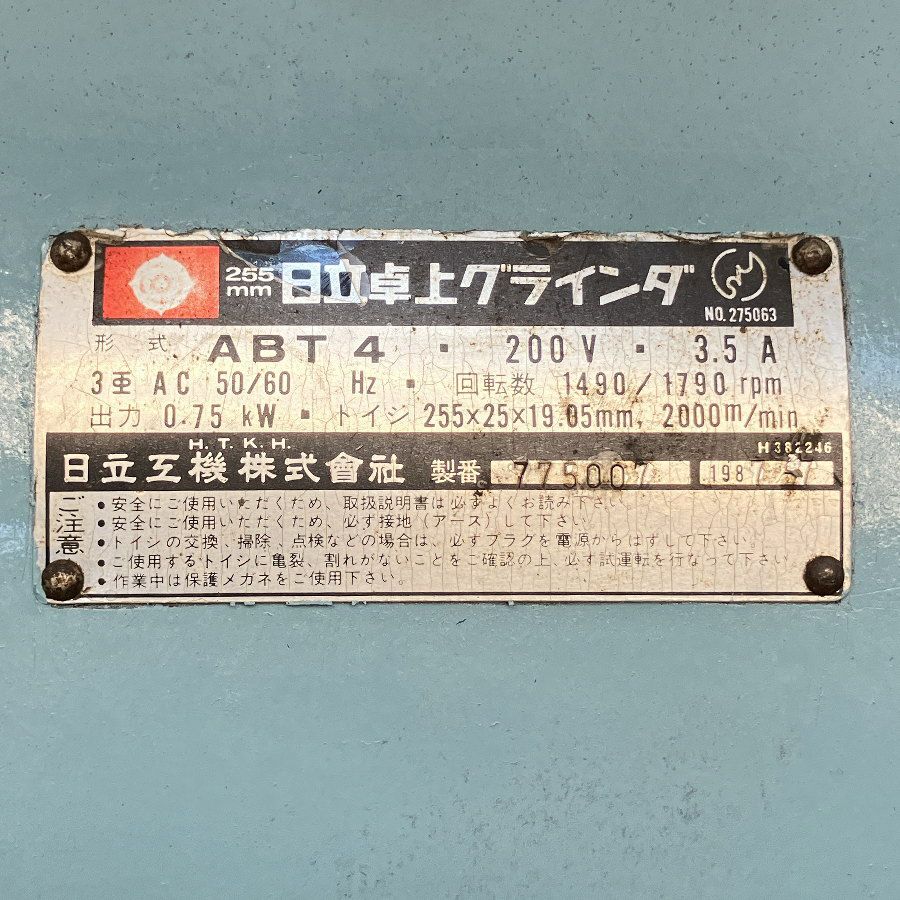 255mm 日立卓上グラインダ
NO. 275063
形式 ABT 4 ・ 200 V ・ 3.5 A
3 AC 50/60 Hz ・ 回転数 1490/1790 rpm
出力 0.75 kW ・ トイシ 255×25×19.05mm, 2000m/min
H.T.K.H. H382246
日立工機株式會社 製番 775007 198
ご注意
・安全にご使用いただくため、取扱説明書は必ずよくお読み下さい
・安全にご使用いただくため、必ず接地(アース)して下さい。
・トイシの交換、掃除、点検などの場合は、必ずプラグを電源からはずして下さい。
・ご使用するトイシに亀裂、割れがないことをご確認の上、必ず試運転を行なって下さい。
・作業中は保護メガネをご使用下さい。